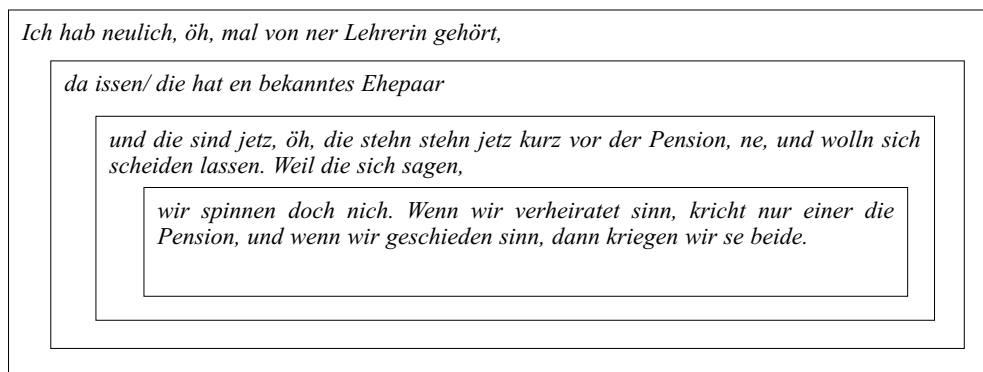 Ich hab neulich, öh, mal von ner Lehrerin gehört,
da issen/ die hat en bekanntes Ehepaar
und die sind jetz, öh, die stehn stehn jetz kurz vor der Pension, ne, und wolln sich
scheiden lassen. Weil die sich sagen,
wir spinnen doch nich. Wenn wir verheiratet sinn, kricht nur einer die
Pension, und wenn wir geschieden sinn, dann kriegen wir se beide.